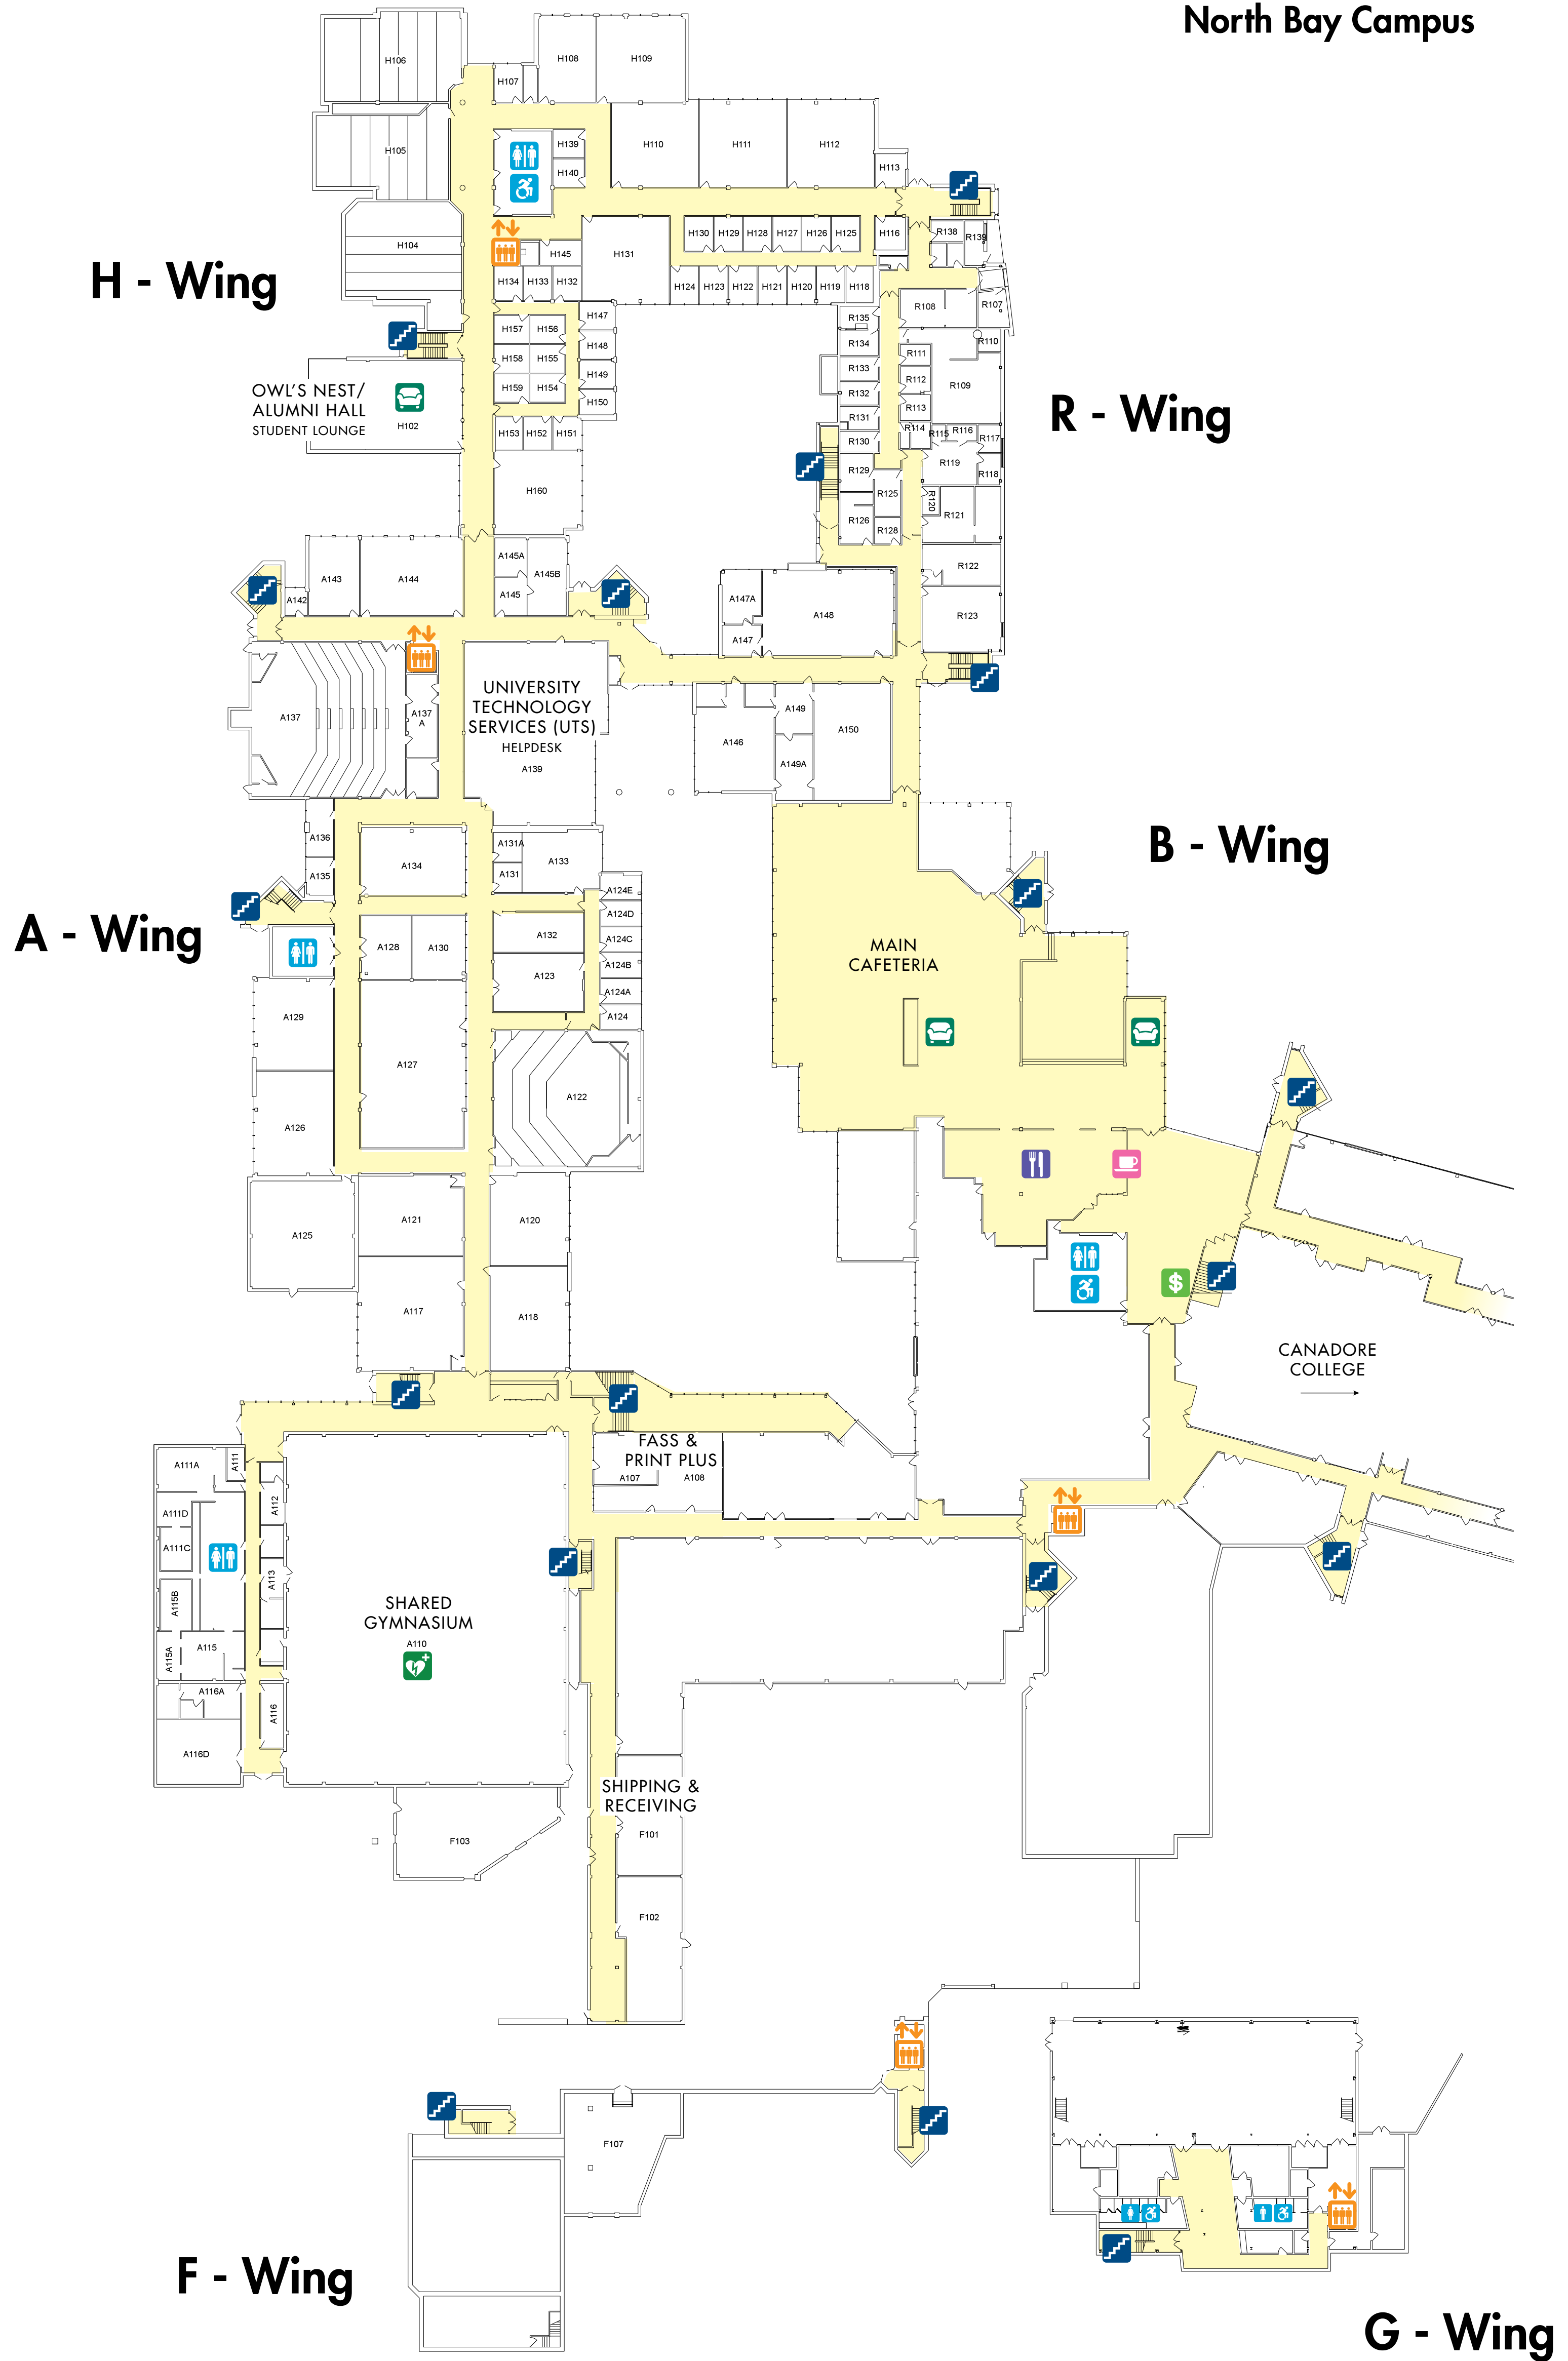 North Bay Campus
H106
H108
H109
H107
H105
H139
H140
H110
H111
H112
H113
H104
H130
H129
H128
H127
H126
H125
H116
R138
R139
H145
H131
H - Wing
H134
H133
H132
H124
H123
H122
H121
H120
H119
H118
R108
R107
H147
R135
H157
H156
R134
R110
H148
R111
H158
H155
R133
H149
R112
R109
H159
H154
R132
H150
R113
OWL'S NEST/
ALUMNI HALL
STUDENT LOUNGE
H102
R131
R - Wing
H153
H152
H151
R130
R114
R115
R116
R117
R129
R119
R118
H160
R125
R120
R126
R128
R121
A145A
A145B
A143
A144
R122
A142
A145
A147A
A148
R123
A147
A137
A137
A
UNIVERSITY
TECHNOLOGY
SERVICES (UTS)
HELPDESK
A139
A149
A146
A150
A149A
A136
A134
A131A
A133
B - Wing
A135
A131
A124E
A124D
A - Wing
A128
A130
A132
A124C
MAIN
CAFETERIA
A123
A124B
A124A
A129
A124
A127
A122
A126
A125
A121
A120
A117
A118
$
CANADORE
COLLEGE
FASS &
PRINT PLUS
A107
A108
A111A
A111
A112
A111D
A111C
A113
A115B
SHARED
GYMNASIUM
A110
A115A
A115
A116A
A116
A116D
SHIPPING &
RECEIVING
F101
F103
F102
F107
F - Wing
G - Wing